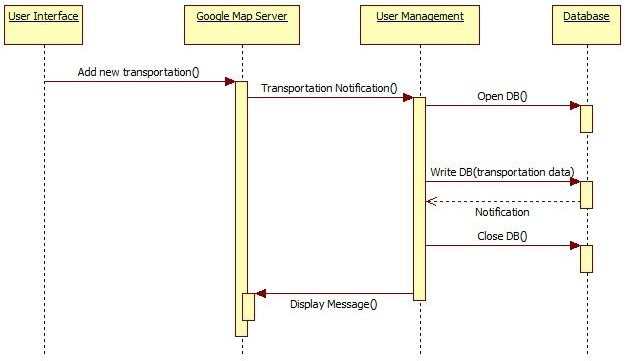 User Interface
Google Map Server
User Management
Database
Add new transportation()
Transportation Notification()
Open DB()
Write DB(transportation data)
Notification
Close DB()
Display Message()